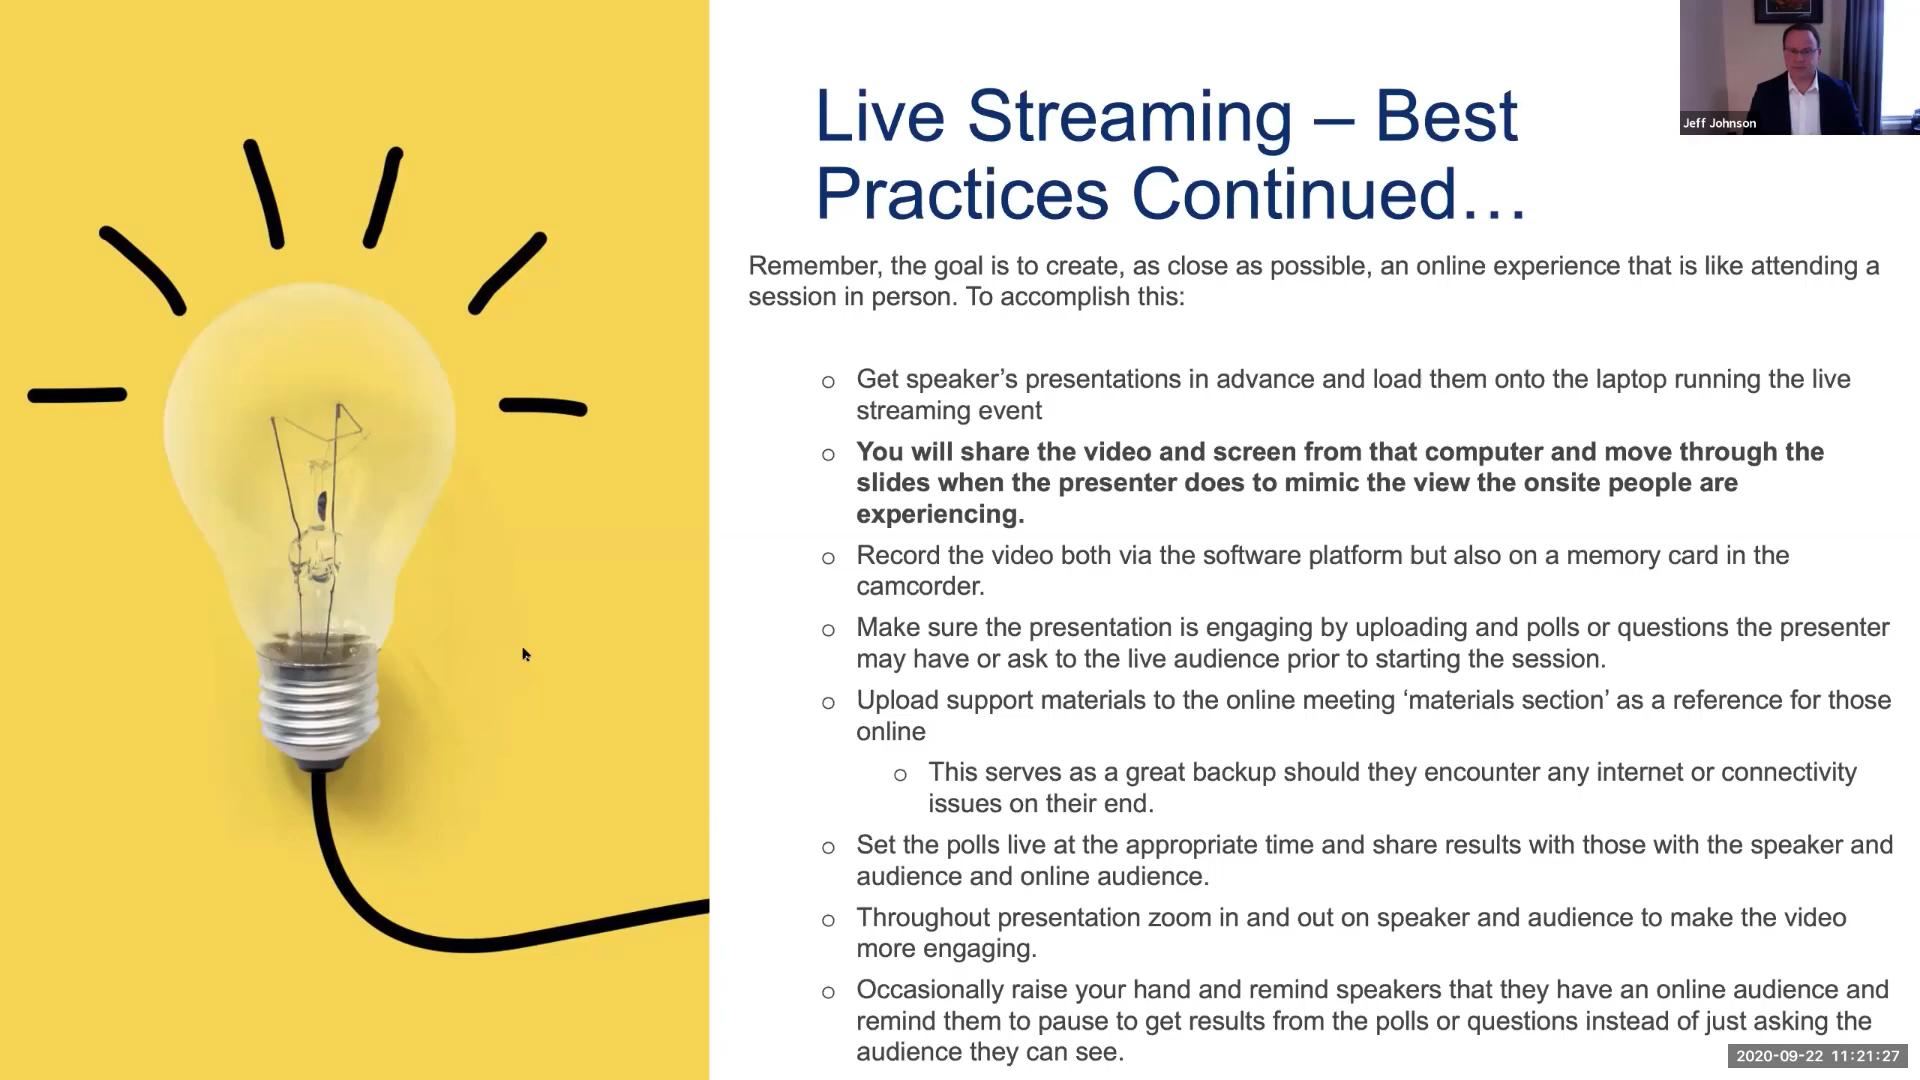 Live Streaming – Best
Practices Continued…
Jeff Johnson
Remember, the goal is to create, as close as possible, an online experience that is like attending a
session in person. To accomplish this:
o Get speaker’s presentations in advance and load them onto the laptop running the live
streaming event
o You will share the video and screen from that computer and move through the
slides when the presenter does to mimic the view the onsite people are
experiencing.
o Record the video both via the software platform but also on a memory card in the
camcorder.
o Make sure the presentation is engaging by uploading and polls or questions the presenter
may have or ask to the live audience prior to starting the session.
o Upload support materials to the online meeting ‘materials section’ as a reference for those
online
o This serves as a great backup should they encounter any internet or connectivity
issues on their end.
o Set the polls live at the appropriate time and share results with those with the speaker and
audience and online audience.
o Throughout presentation zoom in and out on speaker and audience to make the video
more engaging.
o Occasionally raise your hand and remind speakers that they have an online audience and
remind them to pause to get results from the polls or questions instead of just asking the
audience they can see.
2020-09-22 11:21:27